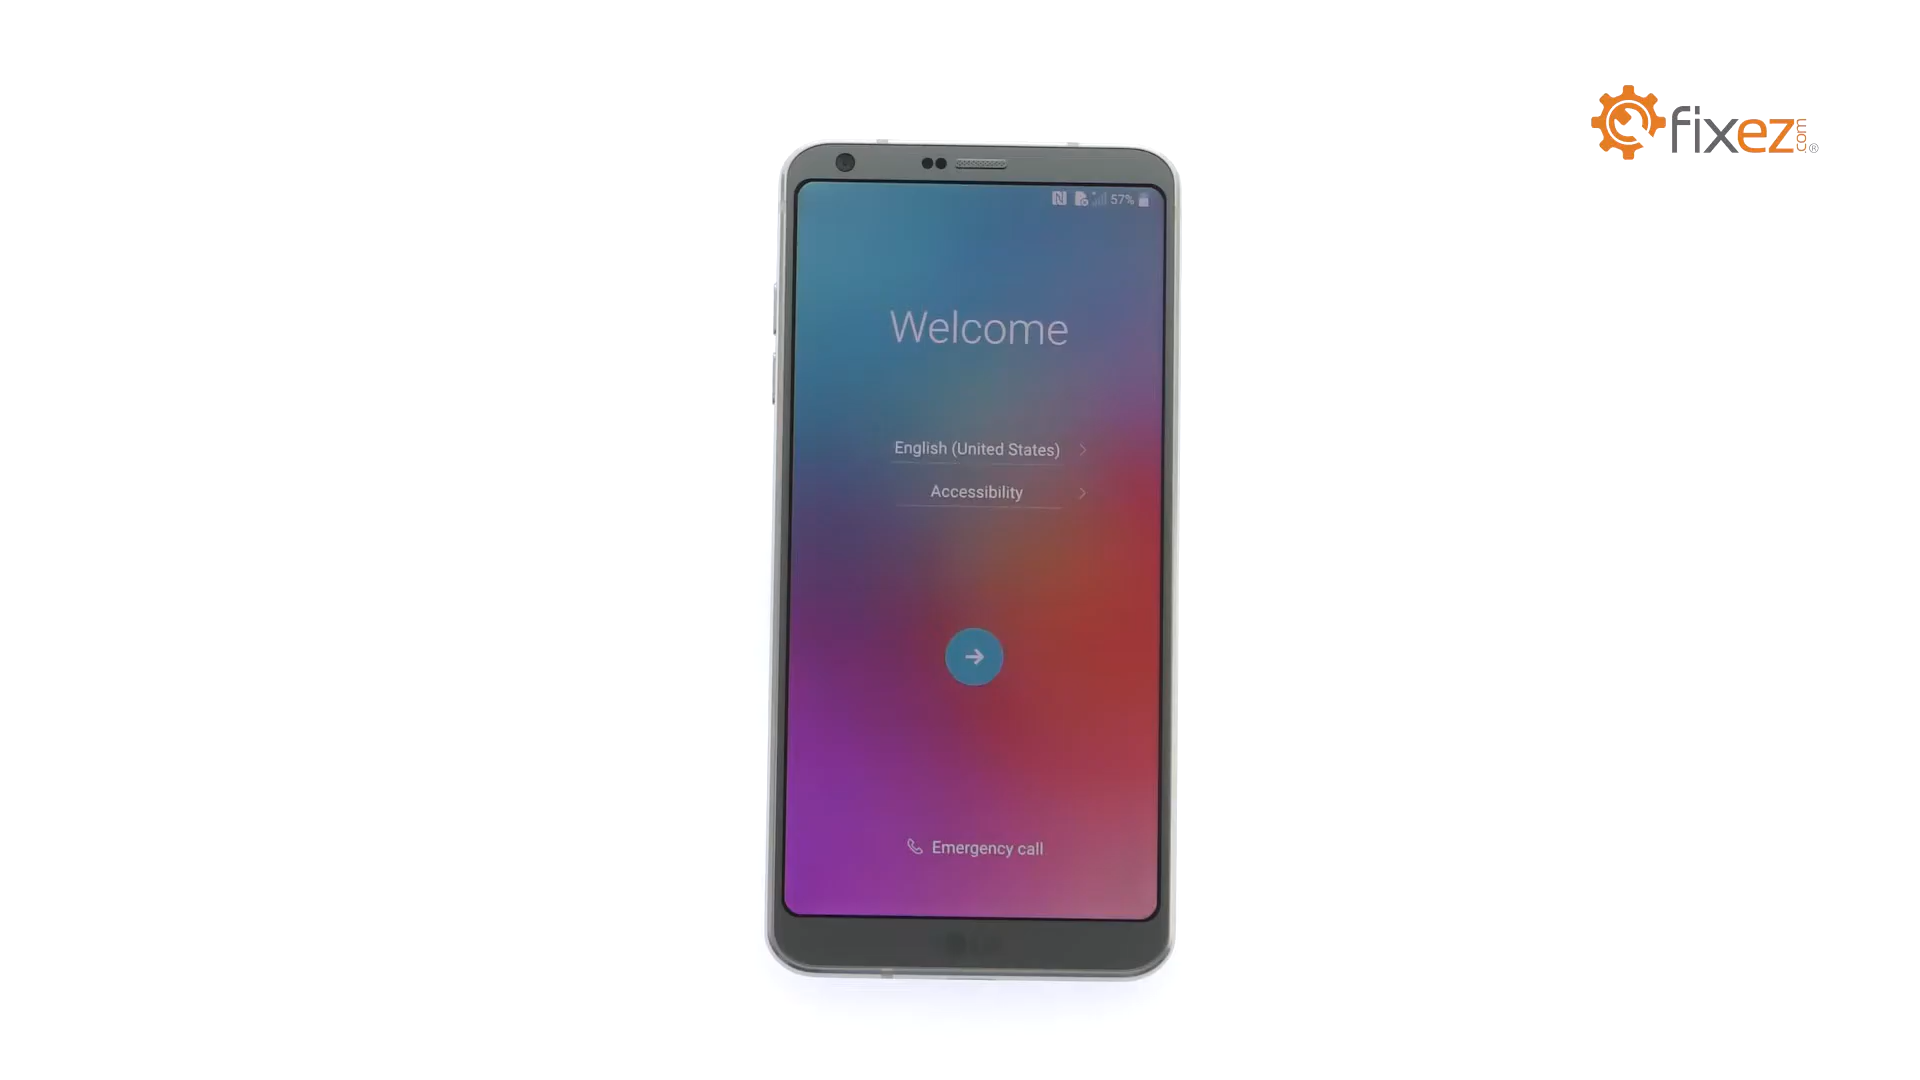 fixez.com®
57%
Welcome
English (United States)
Accessibility
Emergency call